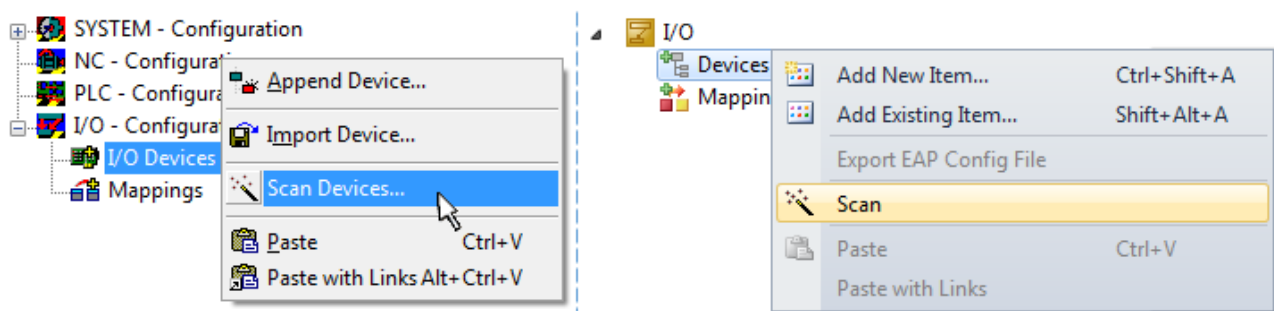 SYSTEM - Configuration
NC - Configurati
PLC - Configura
I/O - Configurat
I/O Devices
Mappings
Append Device...
Import Device...
Scan Devices...
Paste Ctrl+V
Paste with Links Alt+Ctrl+V
I/O
Devices
Mappin
Add New Item... Ctrl+Shift+A
Add Existing Item... Shift+Alt+A
Export EAP Config File
Scan
Paste Ctrl+V
Paste with Links